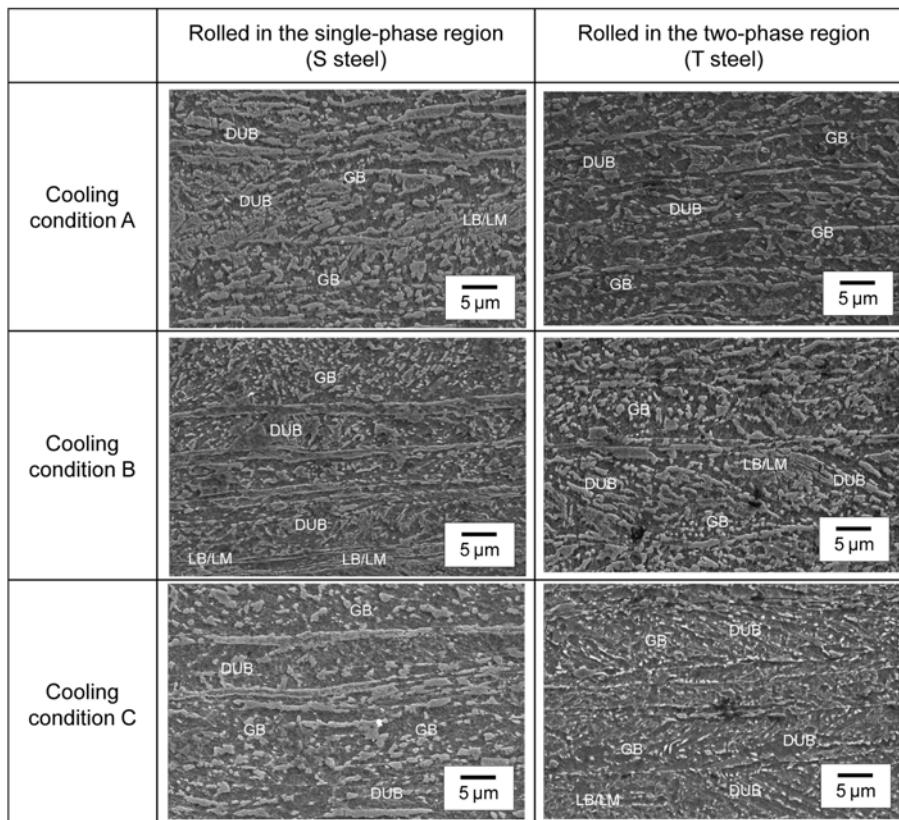 Rolled in the single-phase region
(S steel)
Rolled in the two-phase region
(T steel)
Cooling
condition A
DUB
GB
DUB
LB/LM
GB
5 µm
GB
DUB
DUB
GB
GB
5 µm
Cooling
condition B
GB
DUB
DUB
LB/LM
LB/LM
5 µm
GB
LB/LM
DUB
DUB
GB
5 µm
Cooling
condition C
GB
DUB
GB
GB
DUB
5 µm
DUB
GB
GB
DUB
LB/LM
DUB
5 µm